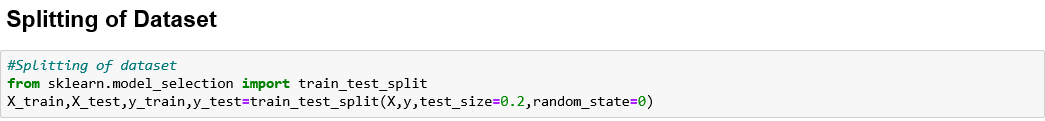 Splitting of Dataset
#Splitting of dataset
from sklearn.model_selection import train_test_split
X_train,X_test,y_train,y_test=train_test_split(X,y,test_size=0.2,random_state=0)